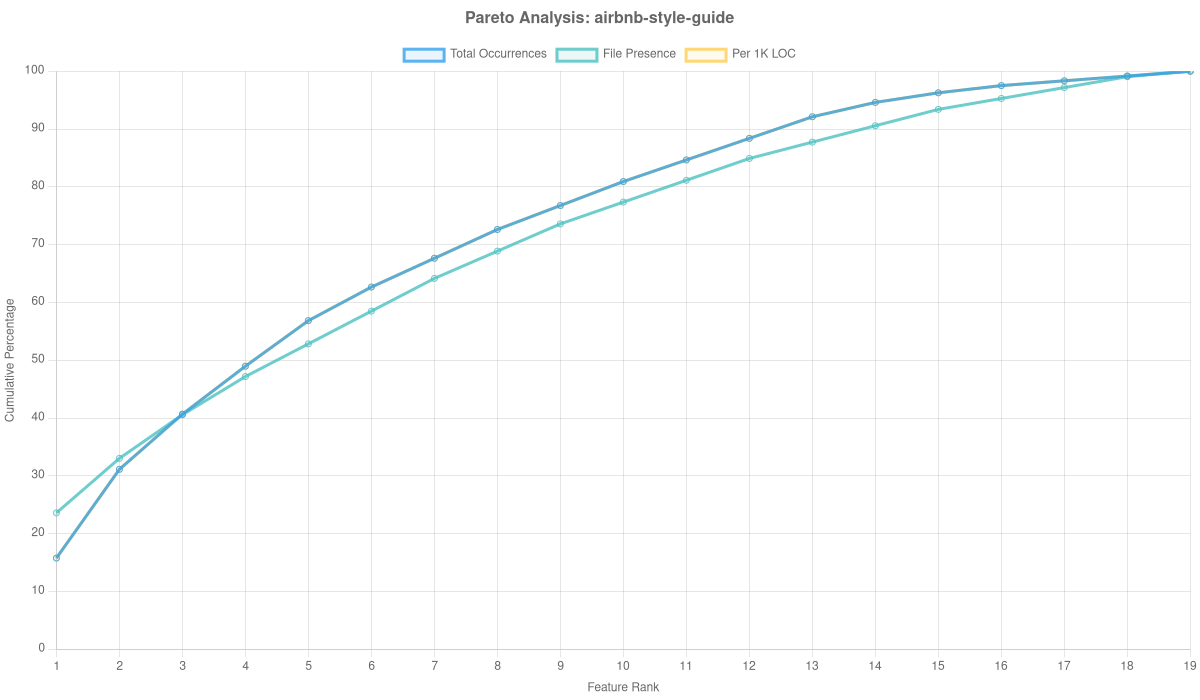 Pareto Analysis: airbnb-style-guide
Total Occurrences File Presence Per 1K LOC
100
90
80
70
60
50
40
30
20
10
0
Cumulative Percentage
1 2 3 4 5 6 7 8 9 10 11 12 13 14 15 16 17 18 19
Feature Rank